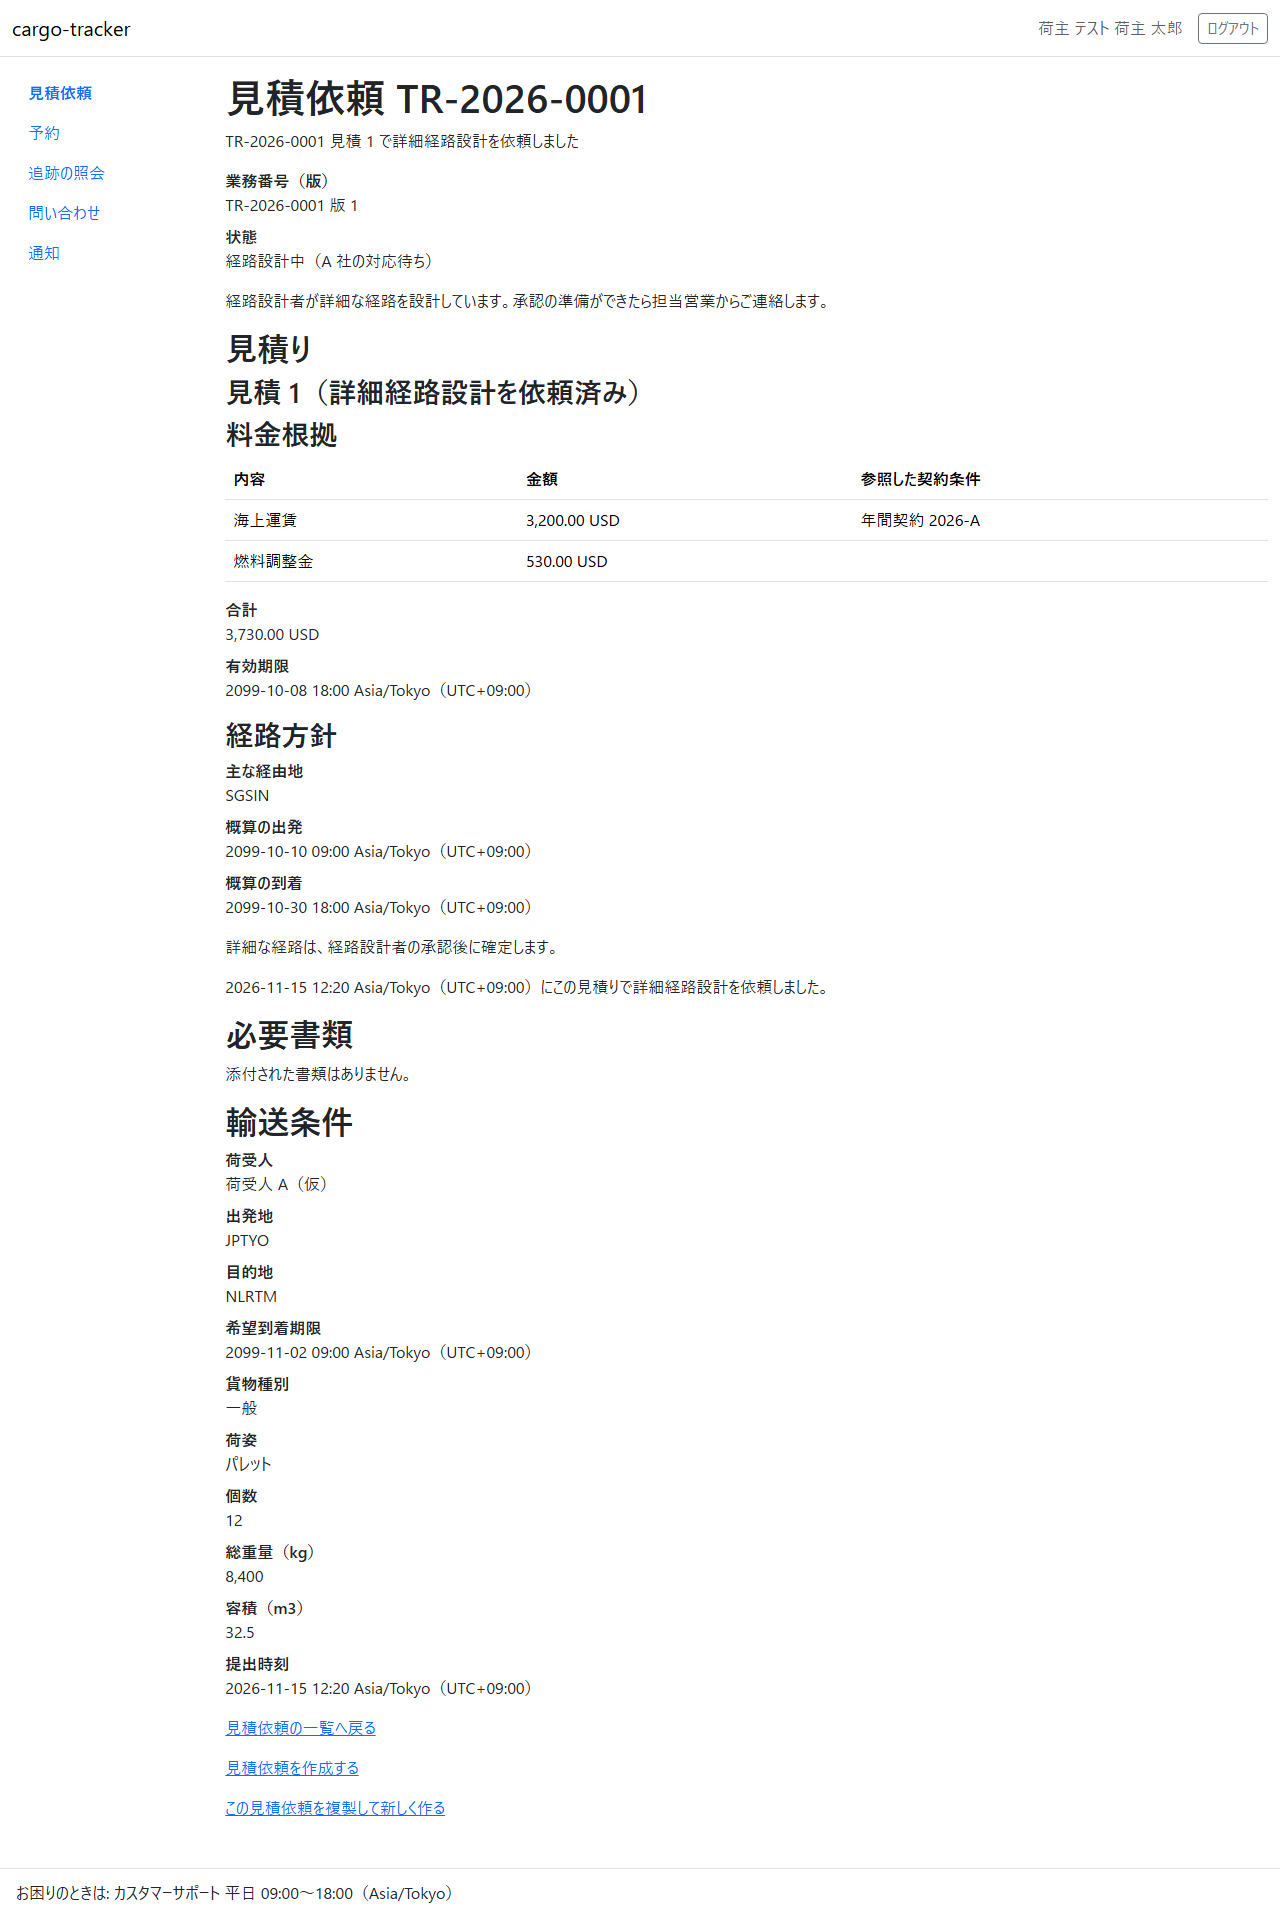 cargo-tracker
荷主 テスト 荷主 太郎
ログアウト
見積依頼
予約
追跡の照会
問い合わせ
通知
見積依頼 TR-2026-0001
TR-2026-0001 見積 1 で詳細経路設計を依頼しました
業務番号（版）
TR-2026-0001 版 1
状態
経路設計中（A 社の対応待ち）
経路設計者が詳細な経路を設計しています。承認の準備ができたら担当営業からご連絡します。
見積り
見積 1（詳細経路設計を依頼済み）
料金根拠
内容 金額 参照した契約条件
海上運賃 3,200.00 USD 年間契約 2026-A
燃料調整金 530.00 USD
合計
3,730.00 USD
有効期限
2099-10-08 18:00 Asia/Tokyo（UTC+09:00）
経路方針
主な経由地
SGSIN
概算の出発
2099-10-10 09:00 Asia/Tokyo（UTC+09:00）
概算の到着
2099-10-30 18:00 Asia/Tokyo（UTC+09:00）
詳細な経路は、経路設計者の承認後に確定します。
2026-11-15 12:20 Asia/Tokyo（UTC+09:00）にこの見積りで詳細経路設計を依頼しました。
必要書類
添付された書類はありません。
輸送条件
荷受人
荷受人 A（仮）
出発地
JPTYO
目的地
NLRTM
希望到着期限
2099-11-02 09:00 Asia/Tokyo（UTC+09:00）
貨物種別
一般
荷姿
パレット
個数
12
総重量（kg）
8,400
容積（m3）
32.5
提出時刻
2026-11-15 12:20 Asia/Tokyo（UTC+09:00）
見積依頼の一覧へ戻る
見積依頼を作成する
この見積依頼を複製して新しく作る
お困りのときは: カスタマーサポート 平日 09:00～18:00（Asia/Tokyo）